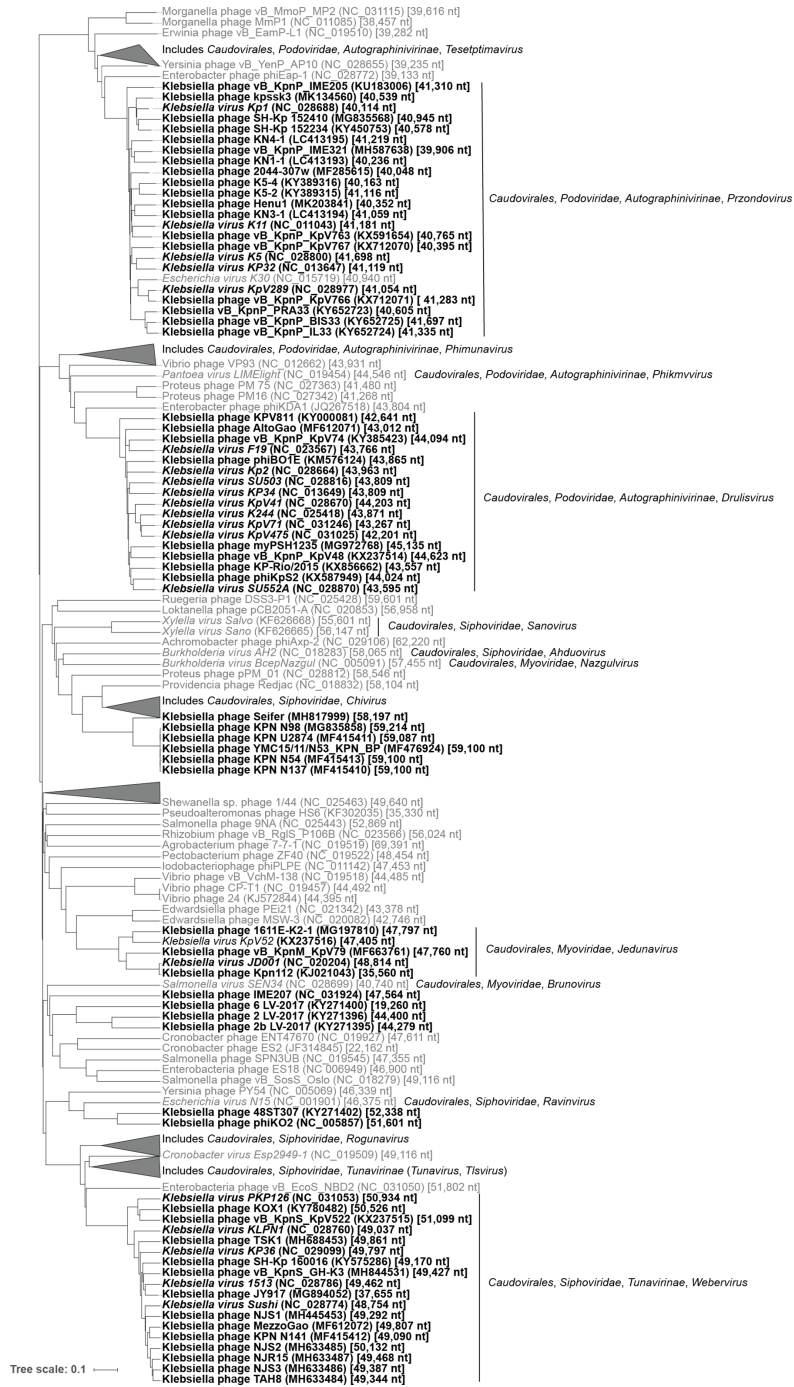 Morganella phage vB_MmoP_MP2 (NC_031115) [39,616 nt]
Morganella phage MmP1 (NC_011085) [38,457 nt]
Erwinia phage vB_EamP-L1 (NC_019510) [39,282 nt]
Includes Caudovirales, Podoviridae, Autographinivirinae, Tesetptimavirus
Yersinia phage vB_YenP_AP10 (NC_028655) [39,235 nt]
Enterobacter phage phiEap-1 (NC_028772) [39,133 nt]
Klebsiella phage vB_KpnP_IME205 (KU183006) [41,310 nt]
Klebsiella phage kpssk3 (MK134560) [40,539 nt]
Klebsiella virus Kp1 (NC_028688) [40,114 nt]
Klebsiella phage SH-Kp 152410 (MG835568) [40,945 nt]
Klebsiella phage SH-Kp 152234 (KY450753) [40,578 nt]
Klebsiella phage KN4-1 (LC413195) [41,219 nt]
Klebsiella phage vB_KpnP_IME321 (MH587638) [39,906 nt]
Klebsiella phage KN1-1 (LC413193) [40,236 nt]
Klebsiella phage 2044-307w (MF285615) [40,048 nt]
Klebsiella phage K5-4 (KY389316) [40,163 nt]
Klebsiella phage K5-2 (KY389315) [41,116 nt]
Klebsiella phage Henu1 (MK203841) [40,352 nt]
Klebsiella phage KN3-1 (LC413194) [41,059 nt]
Klebsiella virus K11 (NC_011043) [41,181 nt]
Klebsiella phage vB_KpnP_KpV763 (KX591654) [40,765 nt]
Klebsiella phage vB_KpnP_KpV767 (KX712070) [40,395 nt]
Klebsiella virus K5 (NC_028800) [41,698 nt]
Klebsiella virus KP32 (NC_013647) [41,119 nt]
Escherichia virus K30 (NC_015719) [40,940 nt]
Klebsiella virus KpV289 (NC_028977) [41,054 nt]
Klebsiella phage vB_KpnP_KpV766 (KX712071) [ 41,283 nt]
Klebsiella vB_KpnP_PRA33 (KY652723) [40,605 nt]
Klebsiella vB_KpnP_BIS33 (KY652725) [41,697 nt]
Klebsiella vB_KpnP_IL33 (KY652724) [41,335 nt]
Caudovirales, Podoviridae, Autographinivirinae, Przondovirus
Includes Caudovirales, Podoviridae, Autographinivirinae, Phimunavirus
Vibrio phage VP93 (NC_012662) [43,931 nt]
Pantoea virus LIMElight (NC_019454) [44,546 nt] Caudovirales, Podoviridae, Autographinivirinae, Phikmvvirus
Proteus phage PM 75 (NC_027363) [41,480 nt]
Proteus phage PM16 (NC_027342) [41,268 nt]
Enterobacter phage phiKDA1 (JQ267518) [43,804 nt]
Klebsiella phage KPV811 (KY000081) [42,641 nt]
Klebsiella phage AltoGao (MF612071) [43,012 nt]
Klebsiella phage vB_KpnP_KpV74 (KY385423) [44,094 nt]
Klebsiella virus F19 (NC_023567) [43,766 nt]
Klebsiella phage phiBO1E (KM576124) [43,865 nt]
Klebsiella virus Kp2 (NC_028664) [43,963 nt]
Klebsiella virus SU503 (NC_028816) [43,809 nt]
Klebsiella virus KP34 (NC_013649) [43,809 nt]
Klebsiella virus KpV41 (NC_028670) [44,203 nt]
Klebsiella virus K244 (NC_025418) [43,871 nt]
Klebsiella virus KpV71 (NC_031246) [43,267 nt]
Klebsiella virus KpV475 (NC_031025) [42,201 nt]
Klebsiella phage myPSH1235 (MG972768) [45,135 nt]
Klebsiella phage vB_KpnP_KpV48 (KX237514) [44,623 nt]
Klebsiella phage KP-Rio/2015 (KX856662) [43,557 nt]
Klebsiella phage phiKpS2 (KX587949) [44,024 nt]
Klebsiella virus SU552A (NC_028870) [43,595 nt]
Caudovirales, Podoviridae, Autographinivirinae, Drulisvirus
Ruegeria phage DSS3-P1 (NC_025428) [59,601 nt]
Loktanella phage pCB2051-A (NC_020853) [56,958 nt]
Xylella virus Salvo (KF626668) [55,601 nt]
Xylella virus Sano (KF626665) [56,147 nt]
Caudovirales, Siphoviridae, Sanovirus
Achromobacter phage phiAxp-2 (NC_029106) [62,220 nt]
Burkholderia virus AH2 (NC_018283) [58,065 nt] Caudovirales, Siphoviridae, Ahduovirus
Burkholderia virus BcepNazgul (NC_005091) [57,455 nt] Caudovirales, Myoviridae, Nazgulvirus
Proteus phage pPM_01 (NC_028812) [58,546 nt]
Providencia phage Redjac (NC_018832) [58,104 nt]
Includes Caudovirales, Siphoviridae, Chivirus
Klebsiella phage Seifer (MH817999) [58,197 nt]
Klebsiella phage KPN N98 (MG835858) [59,214 nt]
Klebsiella phage KPN U2874 (MF415411) [59,087 nt]
Klebsiella phage YMC15/11/N53_KPN_BP (MF476924) [59,100 nt]
Klebsiella phage KPN N54 (MF415413) [59,100 nt]
Klebsiella phage KPN N137 (MF415410) [59,100 nt]
Shewanella sp. phage 1/44 (NC_025463) [49,640 nt]
Pseudoalteromonas phage HS6 (KF302035) [35,330 nt]
Salmonella phage 9NA (NC_025443) [52,869 nt]
Rhizobium phage vB_RglS_P106B (NC_023566) [56,024 nt]
Agrobacterium phage 7-7-1 (NC_019519) [69,391 nt]
Pectobacterium phage ZF40 (NC_019522) [48,454 nt]
Iodobacteriophage phiPLPE (NC_011142) [47,453 nt]
Vibrio phage vB_VchM-138 (NC_019518) [44,485 nt]
Vibrio phage CP-T1 (NC_019457) [44,492 nt]
Vibrio phage 24 (KJ572844) [44,395 nt]
Edwardsiella phage PEi21 (NC_021342) [43,378 nt]
Edwardsiella phage MSW-3 (NC_020082) [42,746 nt]
Klebsiella phage 1611E-K2-1 (MG197810) [47,797 nt]
Klebsiella virus KpV52 (KX237516) [47,405 nt]
Klebsiella phage vB_KpnM_KpV79 (MF663761) [47,760 nt]
Klebsiella virus JD001 (NC_020204) [48,814 nt]
Klebsiella phage Kpn112 (KJ021043) [35,560 nt]
Caudovirales, Myoviridae, Jedunavirus
Salmonella virus SEN34 (NC_028699) [40,740 nt] Caudovirales, Myoviridae, Brunovirus
Klebsiella phage IME207 (NC_031924) [47,564 nt]
Klebsiella phage 6 LV-2017 (KY271400) [19,260 nt]
Klebsiella phage 2 LV-2017 (KY271396) [44,400 nt]
Klebsiella phage 2b LV-2017 (KY271395) [44,279 nt]
Cronobacter phage ENT47670 (NC_019927) [47,611 nt]
Cronobacter phage ES2 (JF314845) [22,162 nt]
Salmonella phage SPN3UB (NC_019545) [47,355 nt]
Enterobacteria phage ES18 (NC 006949) [46,900 nt]
Salmonella phage vB_SosS_Oslo (NC_018279) [49,116 nt]
Yersinia phage PY54 (NC_005069) [46,339 nt]
Escherichia virus N15 (NC_001901) [46,375 nt] Caudovirales, Siphoviridae, Ravinvirus
Klebsiella phage 48ST307 (KY271402) [52,338 nt]
Klebsiella phage phiKO2 (NC_005857) [51,601 nt]
Includes Caudovirales, Siphoviridae, Rogunavirus
Cronobacter virus Esp2949-1 (NC_019509) [49,116 nt]
Includes Caudovirales, Siphoviridae, Tunavirinae (Tunavirus, Tlsvirus)
Enterobacteria phage vB_EcoS_NBD2 (NC_031050) [51,802 nt]
Klebsiella virus PKP126 (NC_031053) [50,934 nt]
Klebsiella phage KOX1 (KY780482) [50,526 nt]
Klebsiella phage vB_KpnS_KpV522 (KX237515) [51,099 nt]
Klebsiella virus KLPN1 (NC_028760) [49,037 nt]
Klebsiella phage TSK1 (MH688453) [49,861 nt]
Klebsiella virus KP36 (NC_029099) [49,797 nt]
Klebsiella phage SH-Kp 160016 (KY575286) [49,170 nt]
Klebsiella phage vB_KpnS_GH-K3 (MH844531) [49,427 nt]
Klebsiella virus 1513 (NC_028786) [49,462 nt]
Klebsiella phage JY917 (MG894052) [37,655 nt]
Klebsiella virus Sushi (NC_028774) [48,754 nt]
Klebsiella phage NJS1 (MH445453) [49,292 nt]
Klebsiella phage MezzoGao (MF612072) [49,807 nt]
Klebsiella phage KPN N141 (MF415412) [49,090 nt]
Klebsiella phage NJS2 (MH633485) [50,132 nt]
Klebsiella phage NJR15 (MH633487) [49,468 nt]
Klebsiella phage NJS3 (MH633486) [49,387 nt]
Klebsiella phage TAH8 (MH633484) [49,344 nt]
Caudovirales, Siphoviridae, Tunavirinae, Webervirus
Tree scale: 0.1